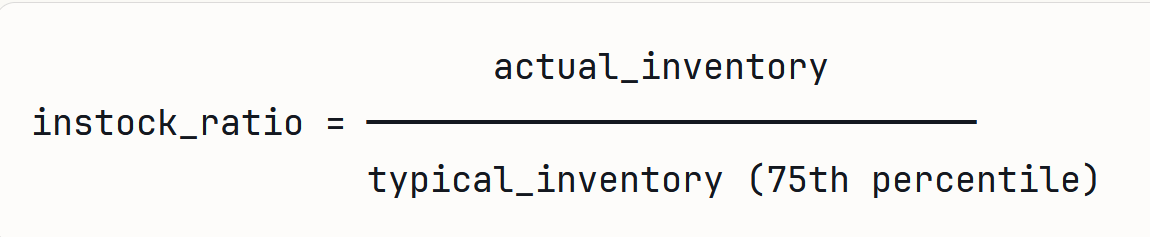 actual_inventory
instock_ratio = ─────────────────────────
typical_inventory (75th percentile)